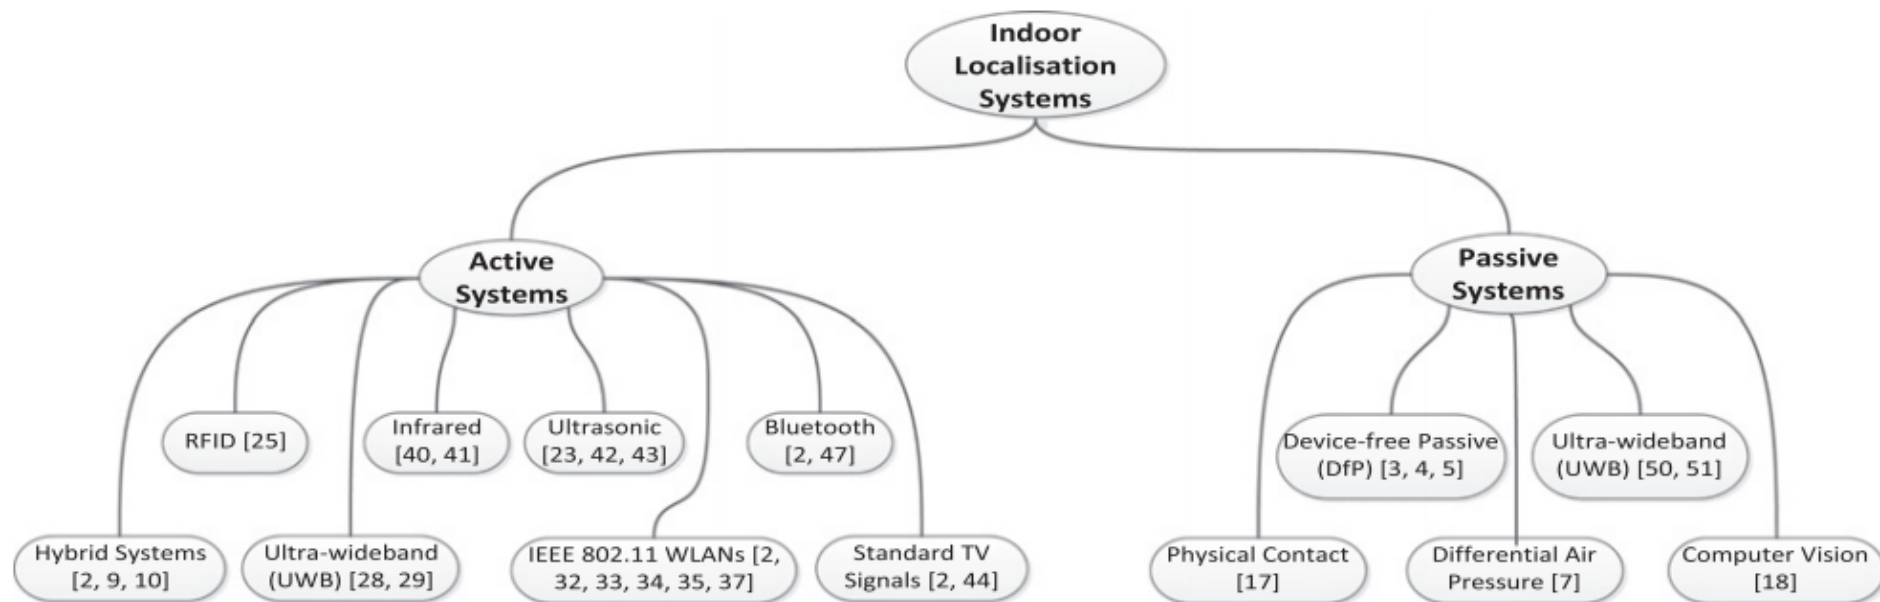 Indoor
Localisation
Systems
Active
Systems
Passive
Systems
RFID [25]
Infrared
[40, 41]
Ultrasonic
[23, 42, 43]
Bluetooth
[2, 47]
Device-free Passive
(DfP) [3, 4, 5]
Ultra-wideband
(UWB) [50, 51]
Hybrid Systems
[2, 9, 10]
Ultra-wideband
(UWB) [28, 29]
IEEE 802.11 WLANs [2,
32, 33, 34, 35, 37]
Standard TV
Signals [2, 44]
Physical Contact
[17]
Differential Air
Pressure [7]
Computer Vision
[18]